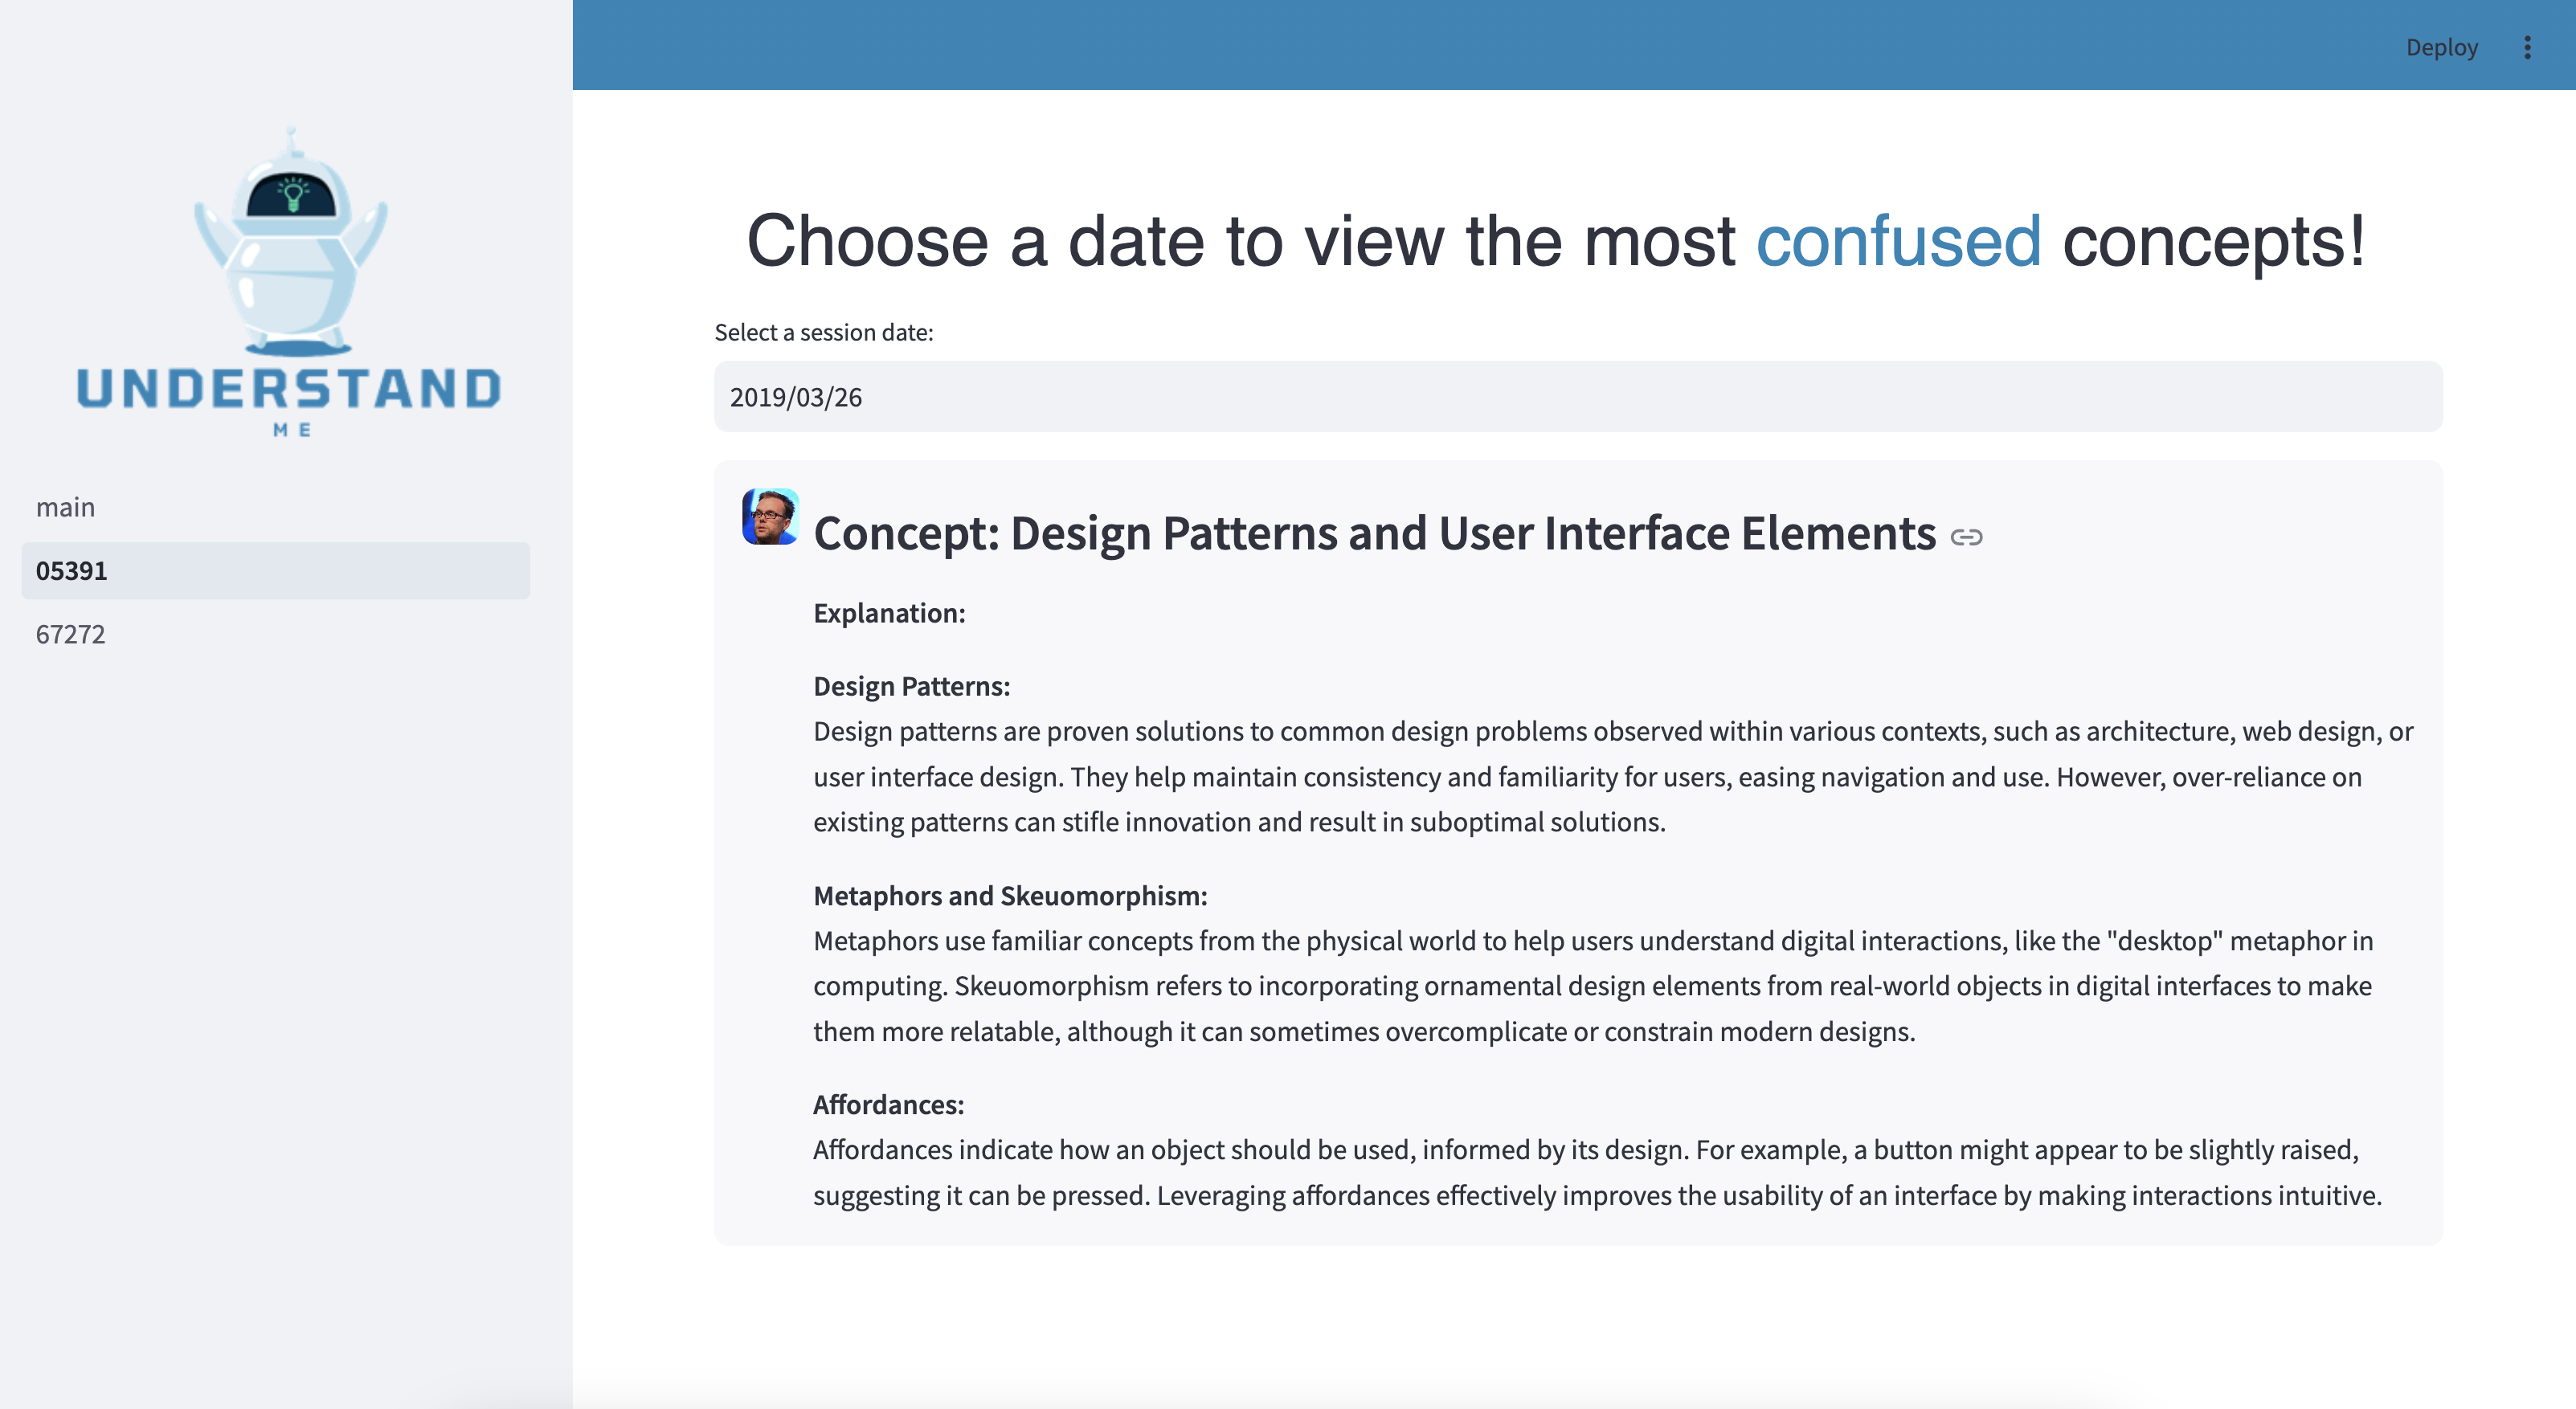 Deploy
UNDERSTAND
ME
main
05391
67272
Choose a date to view the most confused concepts!
Select a session date:
2019/03/26
Concept: Design Patterns and User Interface Elements
Explanation:
Design Patterns:
Design patterns are proven solutions to common design problems observed within various contexts, such as architecture, web design, or
user interface design. They help maintain consistency and familiarity for users, easing navigation and use. However, over-reliance on
existing patterns can stifle innovation and result in suboptimal solutions.
Metaphors and Skeuomorphism:
Metaphors use familiar concepts from the physical world to help users understand digital interactions, like the "desktop" metaphor in
computing. Skeuomorphism refers to incorporating ornamental design elements from real-world objects in digital interfaces to make
them more relatable, although it can sometimes overcomplicate or constrain modern designs.
Affordances:
Affordances indicate how an object should be used, informed by its design. For example, a button might appear to be slightly raised,
suggesting it can be pressed. Leveraging affordances effectively improves the usability of an interface by making interactions intuitive.